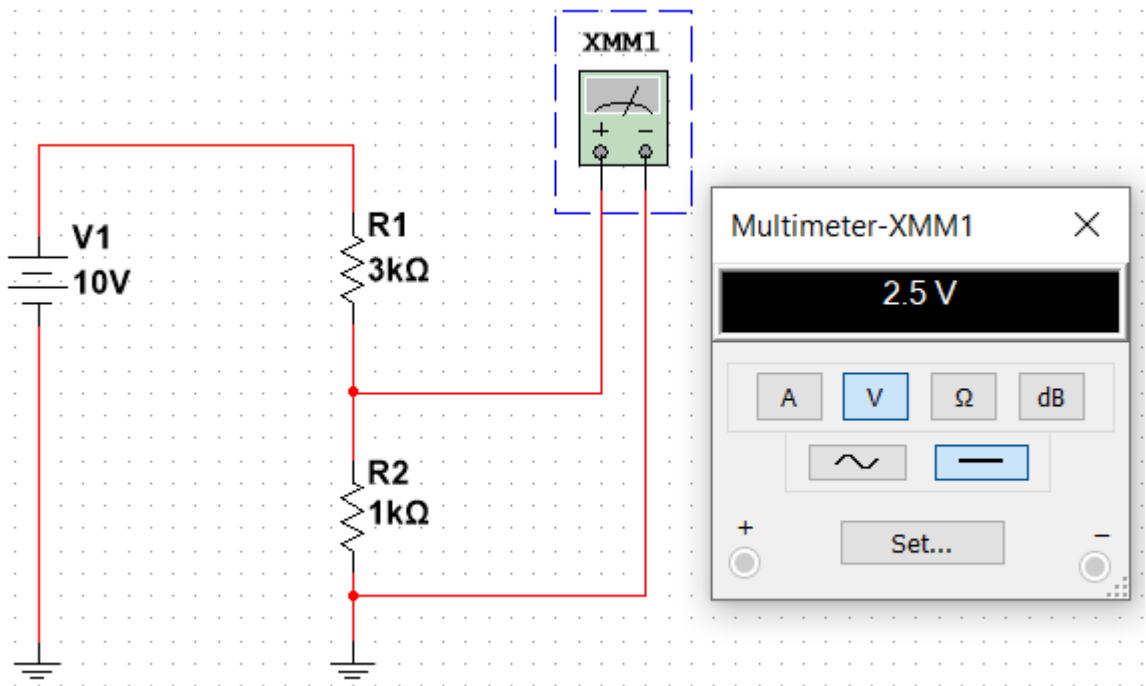 XMM1
+ −
V1
10V
R1
3kΩ
R2
1kΩ
Multimeter-XMM1
2.5 V
A V Ω dB
+ −
Set...